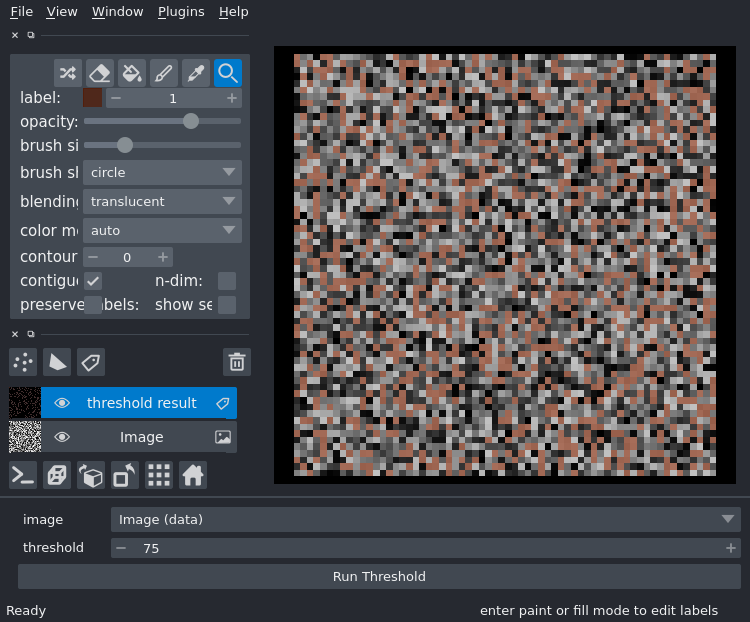 File View Window Plugins Help
label: 1
opacity:
brush si
brush sl circle
blending translucent
color m auto
contour 0
contigu n-dim:
preserve bels: show se
threshold result
Image
image Image (data)
threshold 75
Run Threshold
Ready enter paint or fill mode to edit labels